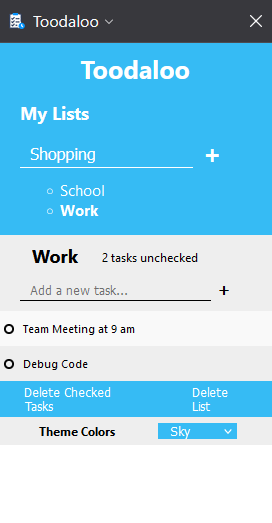 Toodaloo
Toodaloo
My Lists
Shopping +
School
Work
Work 2 tasks unchecked
Add a new task... +
Team Meeting at 9 am
Debug Code
Delete Checked
Tasks
Delete
List
Theme Colors Sky